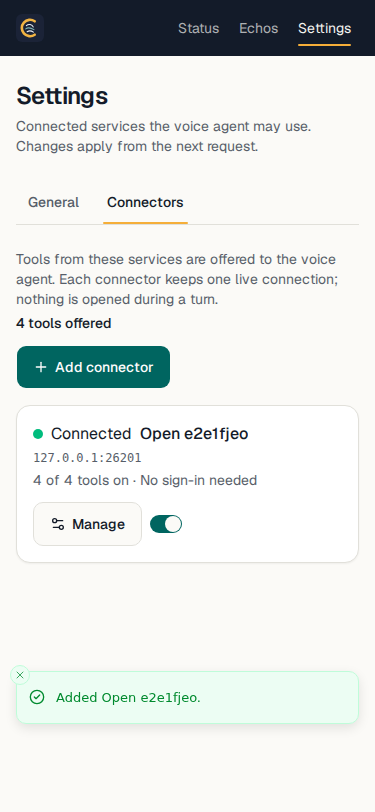 Status Echos Settings
Settings
Connected services the voice agent may use.
Changes apply from the next request.
General Connectors
Tools from these services are offered to the voice
agent. Each connector keeps one live connection;
nothing is opened during a turn.
4 tools offered
Add connector
Connected Open e2e1fjeo
127.0.0.1:26201
4 of 4 tools on · No sign-in needed
Manage
Added Open e2e1fjeo.